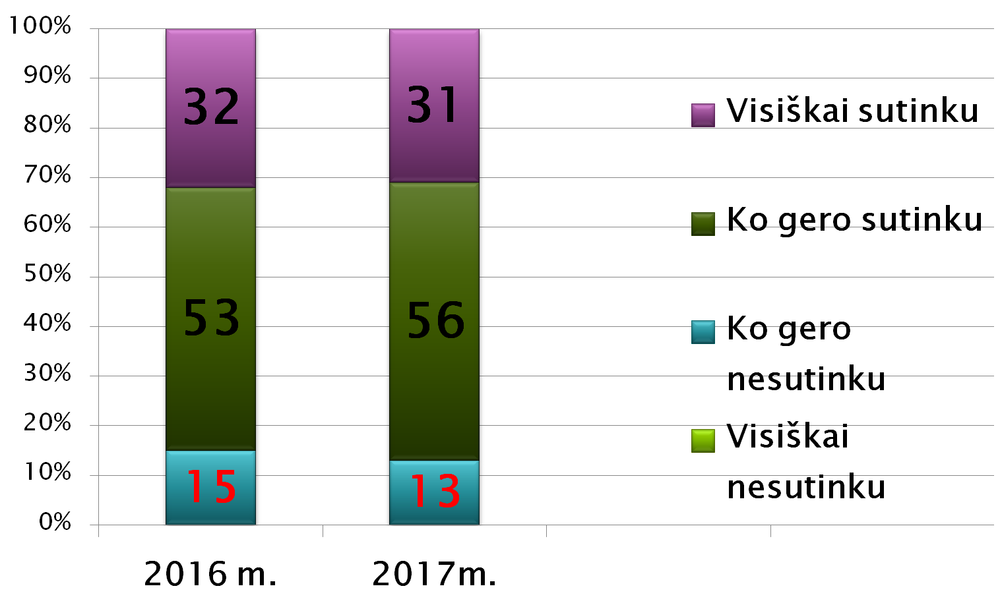 100%
90%
80%
70%
60%
50%
40%
30%
20%
10%
0%
32
31
53
56
15
13
2016 m.
2017m.
Visiškai sutinku
Ko gero sutinku
Ko gero
nesutinku
Visiškai
nesutinku